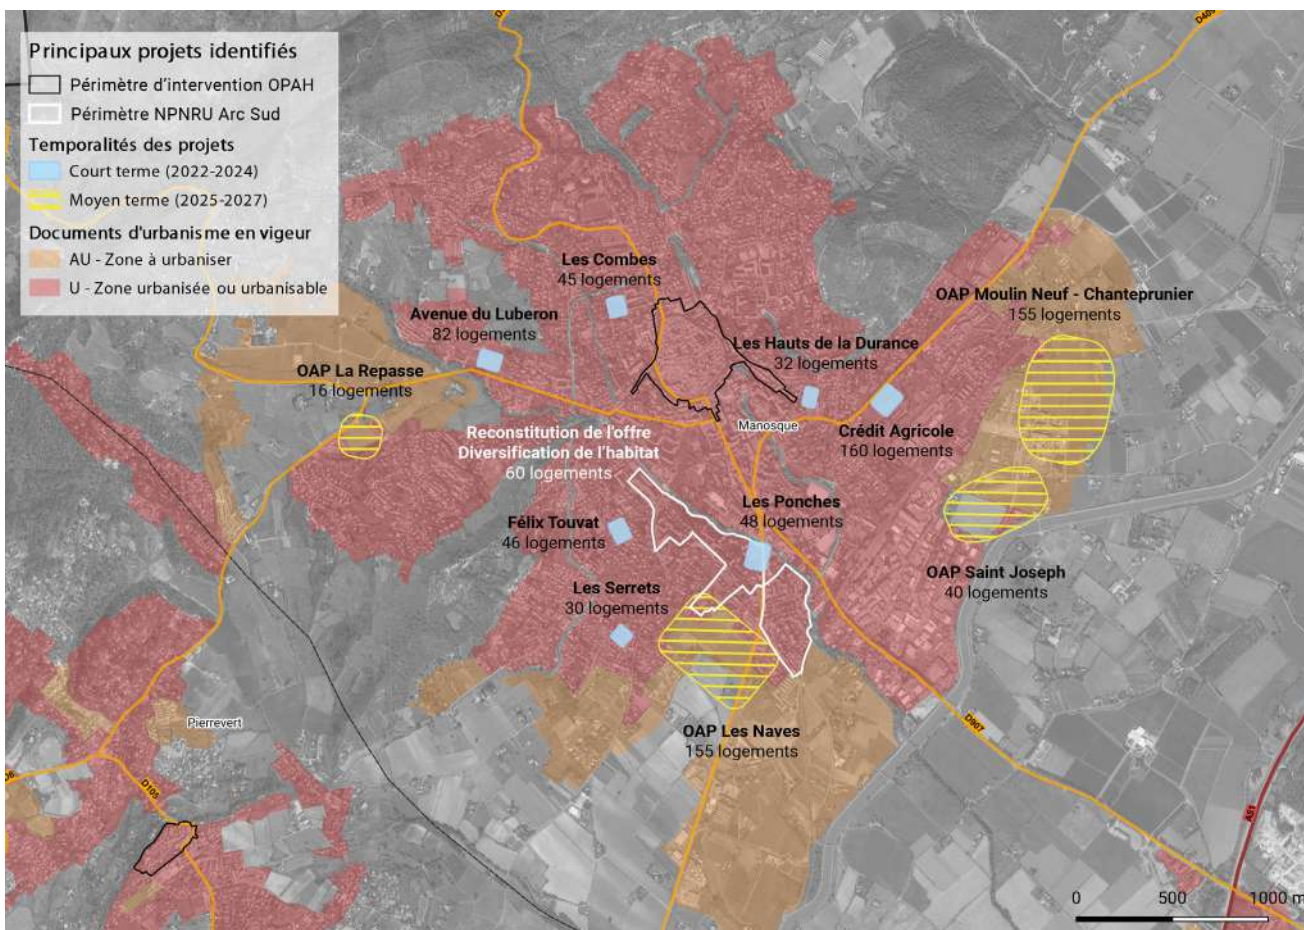 Principaux projets identifiés
Périmètre d'intervention OPAH
Périmètre NPNRU Arc Sud
Temporalités des projets
Court terme (2022-2024)
Moyen terme (2025-2027)
Documents d'urbanisme en vigeur
AU - Zone à urbaniser
U - Zone urbanisée ou urbanisable
Les Combes
45 logements
Avenue du Luberon
82 logements
OAP La Repasse
16 logements
Les Hauts de la Durance
32 logements
OAP Moulin Neuf - Chanteprunier
155 logements
Manosque
Crédit Agricole
160 logements
Reconstitution de l'offre
Diversification de l'habitat
60 logements
Félix Touvat
46 logements
Les Ponches
48 logements
Les Serrets
30 logements
OAP Saint Joseph
40 logements
OAP Les Naves
155 logements
Pierrevert
D105
D907
A51
0 500 1000 m